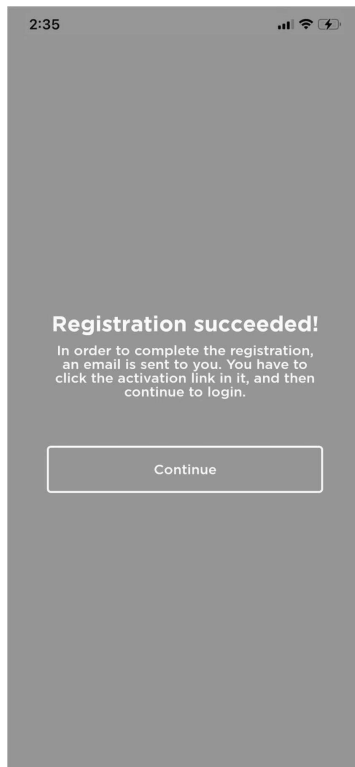 2:35
Registration succeeded!
In order to complete the registration,
an email is sent to you. You have to
click the activation link in it, and then
continue to login.
Continue